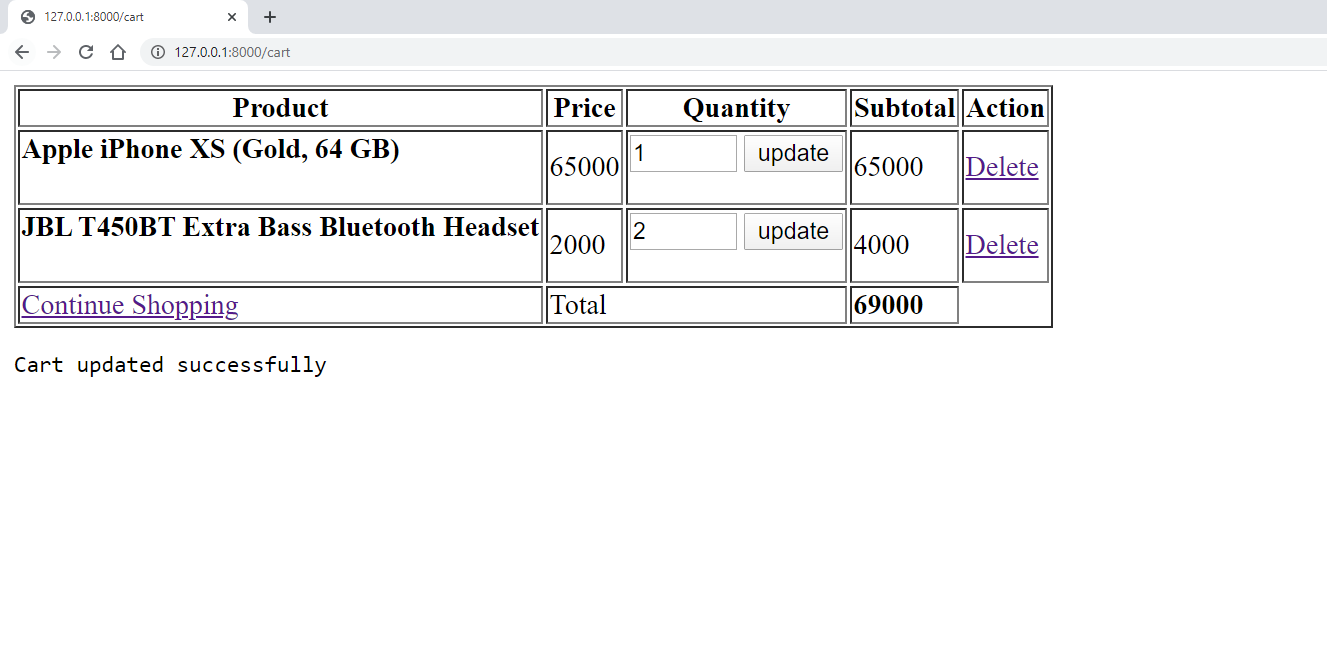 127.0.0.1:8000/cart
127.0.0.1:8000/cart
Product Price Quantity Subtotal Action
Apple iPhone XS (Gold, 64 GB) 65000 1 update 65000 Delete
JBL T450BT Extra Bass Bluetooth Headset 2000 2 update 4000 Delete
Continue Shopping Total 69000
Cart updated successfully